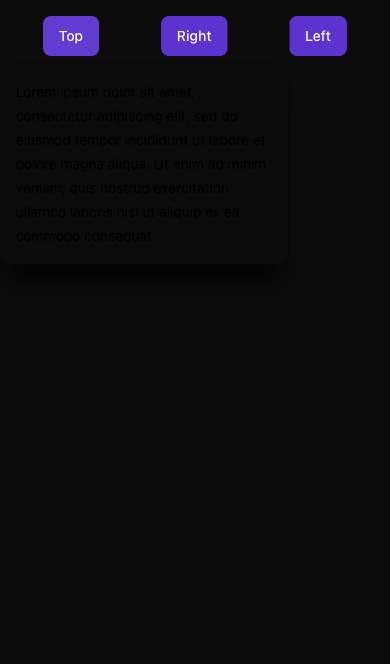 Top
Right
Left
Lorem ipsum dolor sit amet,
consectetur adipiscing elit, sed do
eiusmod tempor incididunt ut labore et
dolore magna aliqua. Ut enim ad minim
veniam, quis nostrud exercitation
ullamco laboris nisi ut aliquip ex ea
commodo consequat.